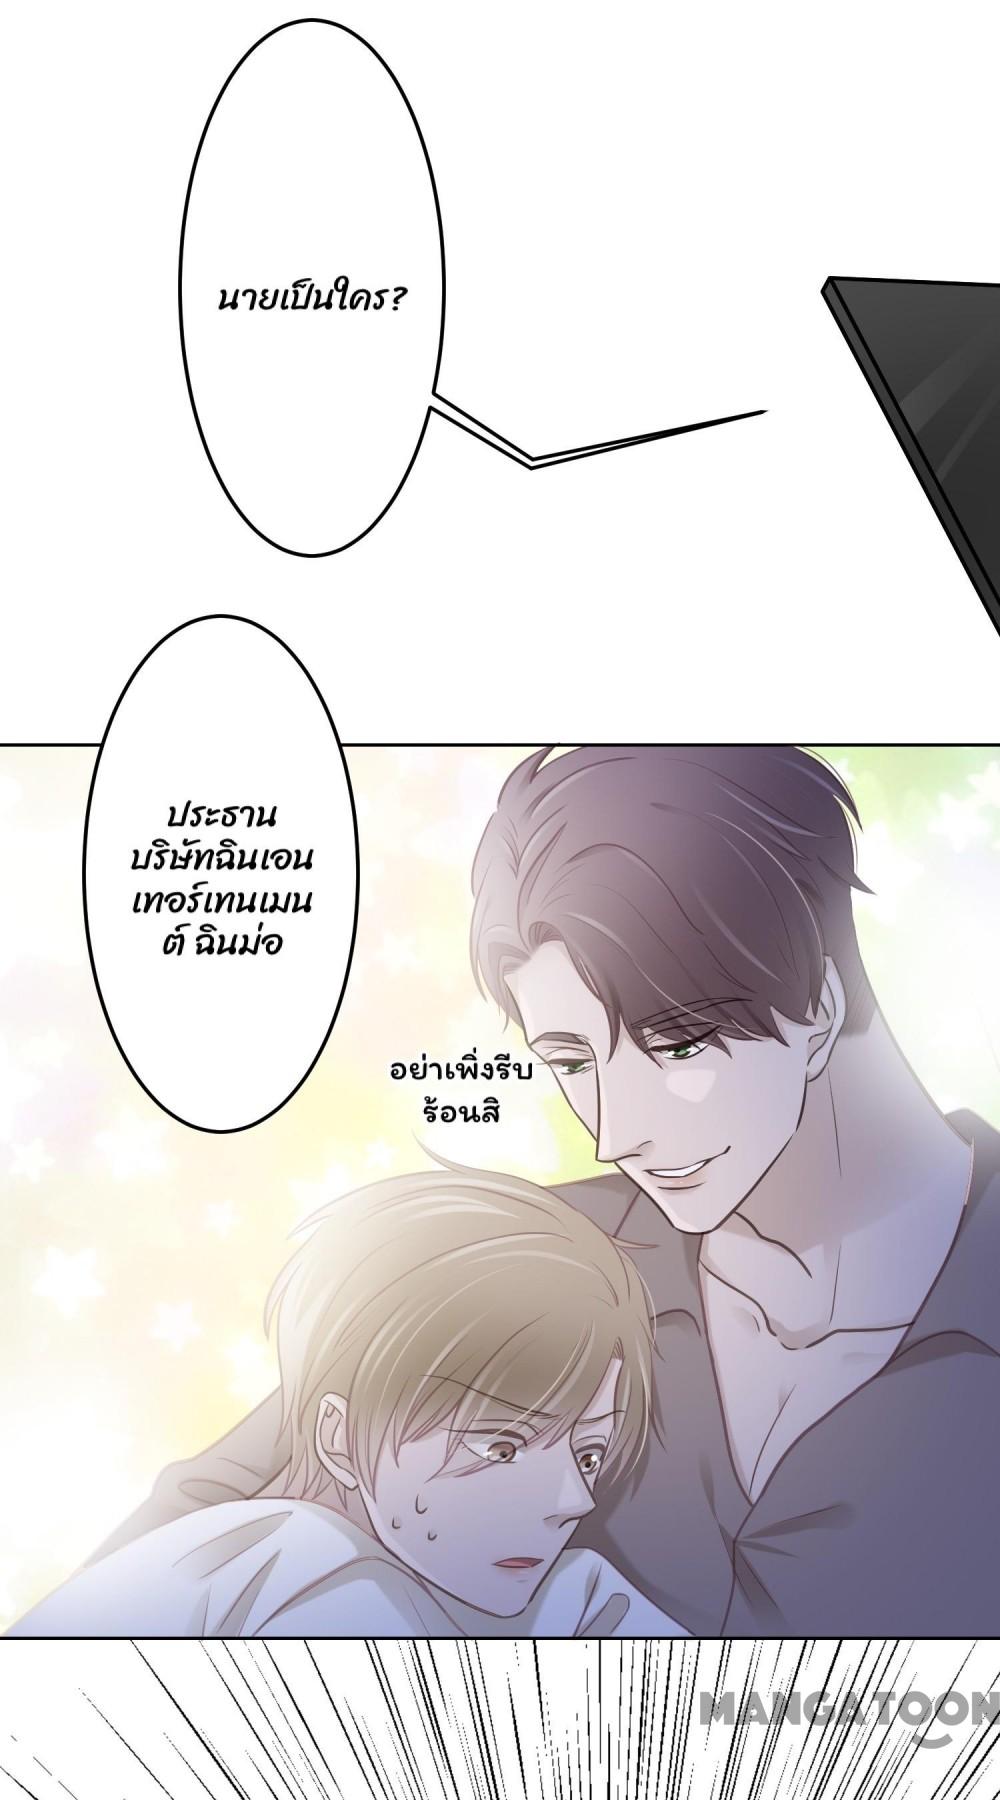 นายเป็นใคร?
ประธาน
บริษัทฉินเอน
เทอร์เทนเมน
ต์ ฉินม่อ
อย่าเพิ่งรีบ
ร้อนสิ
MANGATOON